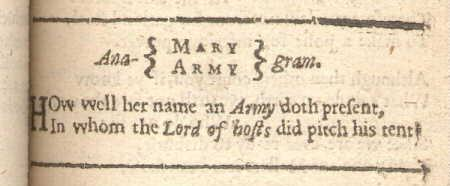 Ana- { MARY } gram.
ARMY
HOw well her name an Army doth preſent,
In whom the Lord of hoſts did pitch his tent!